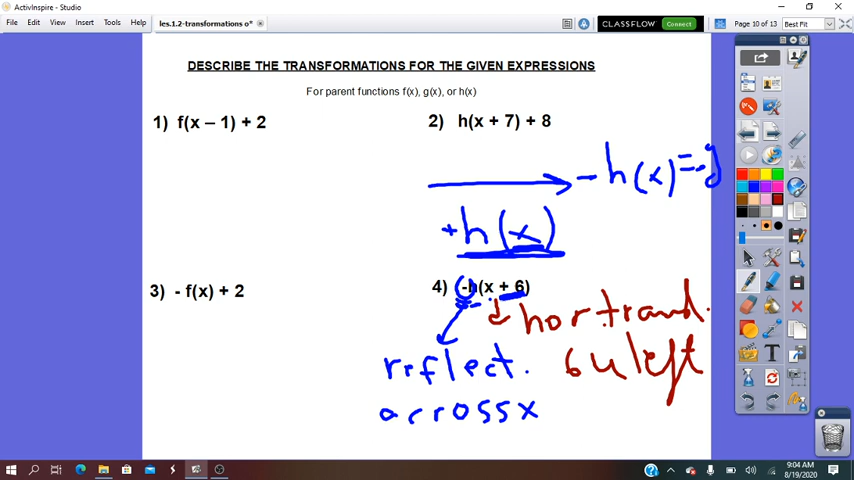 ActivInspire - Studio
File Edit View Insert Tools Help
les.1.2-transformations o*
CLASSFLOW Connect
Page 10 of 13 Best Fit
DESCRIBE THE TRANSFORMATIONS FOR THE GIVEN EXPRESSIONS
For parent functions f(x), g(x), or h(x)
1) f(x – 1) + 2
2) h(x + 7) + 8
- h(x) = -y
+h(x)
3) - f(x) + 2
4) -h(x + 6)
hor. trans.
6 u left
reflect.
across x
9:04 AM
8/19/2020